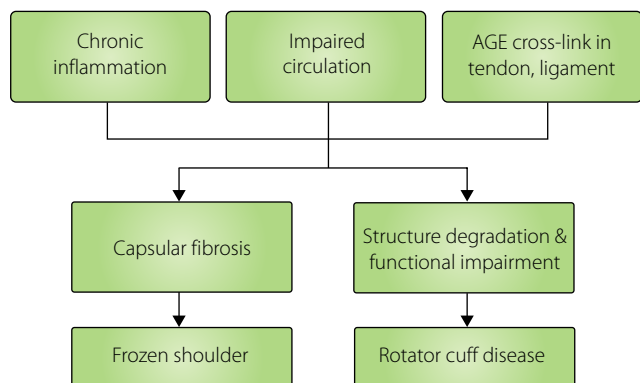 Chronic
inflammation
Impaired
circulation
AGE cross-link in
tendon, ligament
Capsular fibrosis
Structure degradation &
functional impairment
Frozen shoulder
Rotator cuff disease